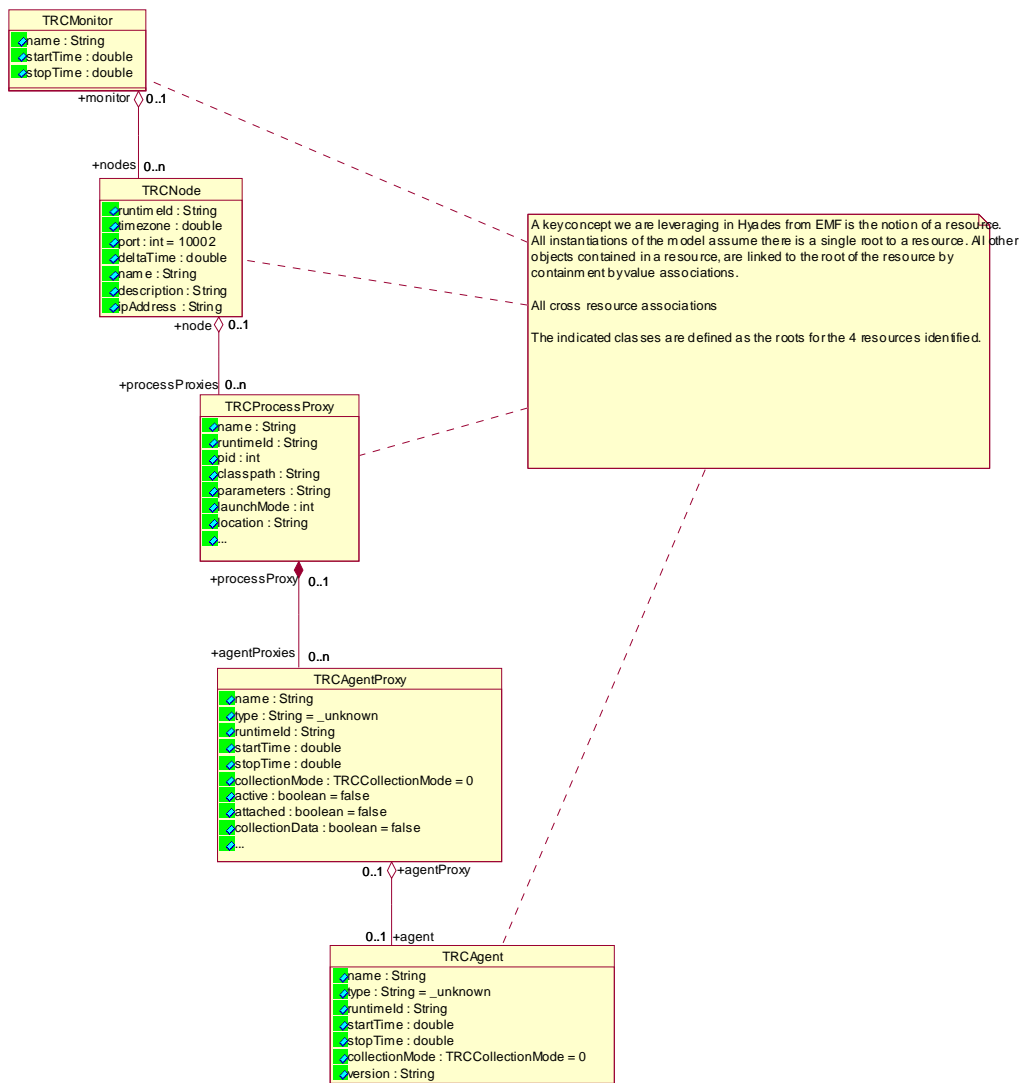 TRCMonitor
name : String
startTime : double
stopTime : double
+monitor 0..1
+nodes 0..n
TRCNode
runtimeId : String
timezone : double
port : int = 10002
deltaTime : double
name : String
description : String
ipAddress : String
+node 0..1
+processProxies 0..n
TRCProcessProxy
name : String
runtimeId : String
pid : int
classpath : String
parameters : String
launchMode : int
location : String
...
+processProxy 0..1
+agentProxies 0..n
TRCAgentProxy
name : String
type : String = _unknown
runtimeId : String
startTime : double
stopTime : double
collectionMode : TRCCollectionMode = 0
active : boolean = false
attached : boolean = false
collectionData : boolean = false
...
0..1 +agentProxy
0..1 +agent
TRCAgent
name : String
type : String = _unknown
runtimeId : String
startTime : double
stopTime : double
collectionMode : TRCCollectionMode = 0
version : String
A key concept we are leveraging in Hyades from EMF is the notion of a resource.
All instantiations of the model assume there is a single root to a resource. All other
objects contained in a resource, are linked to the root of the resource by
containment by value associations.
All cross resource associations
The indicated classes are defined as the roots for the 4 resources identified.